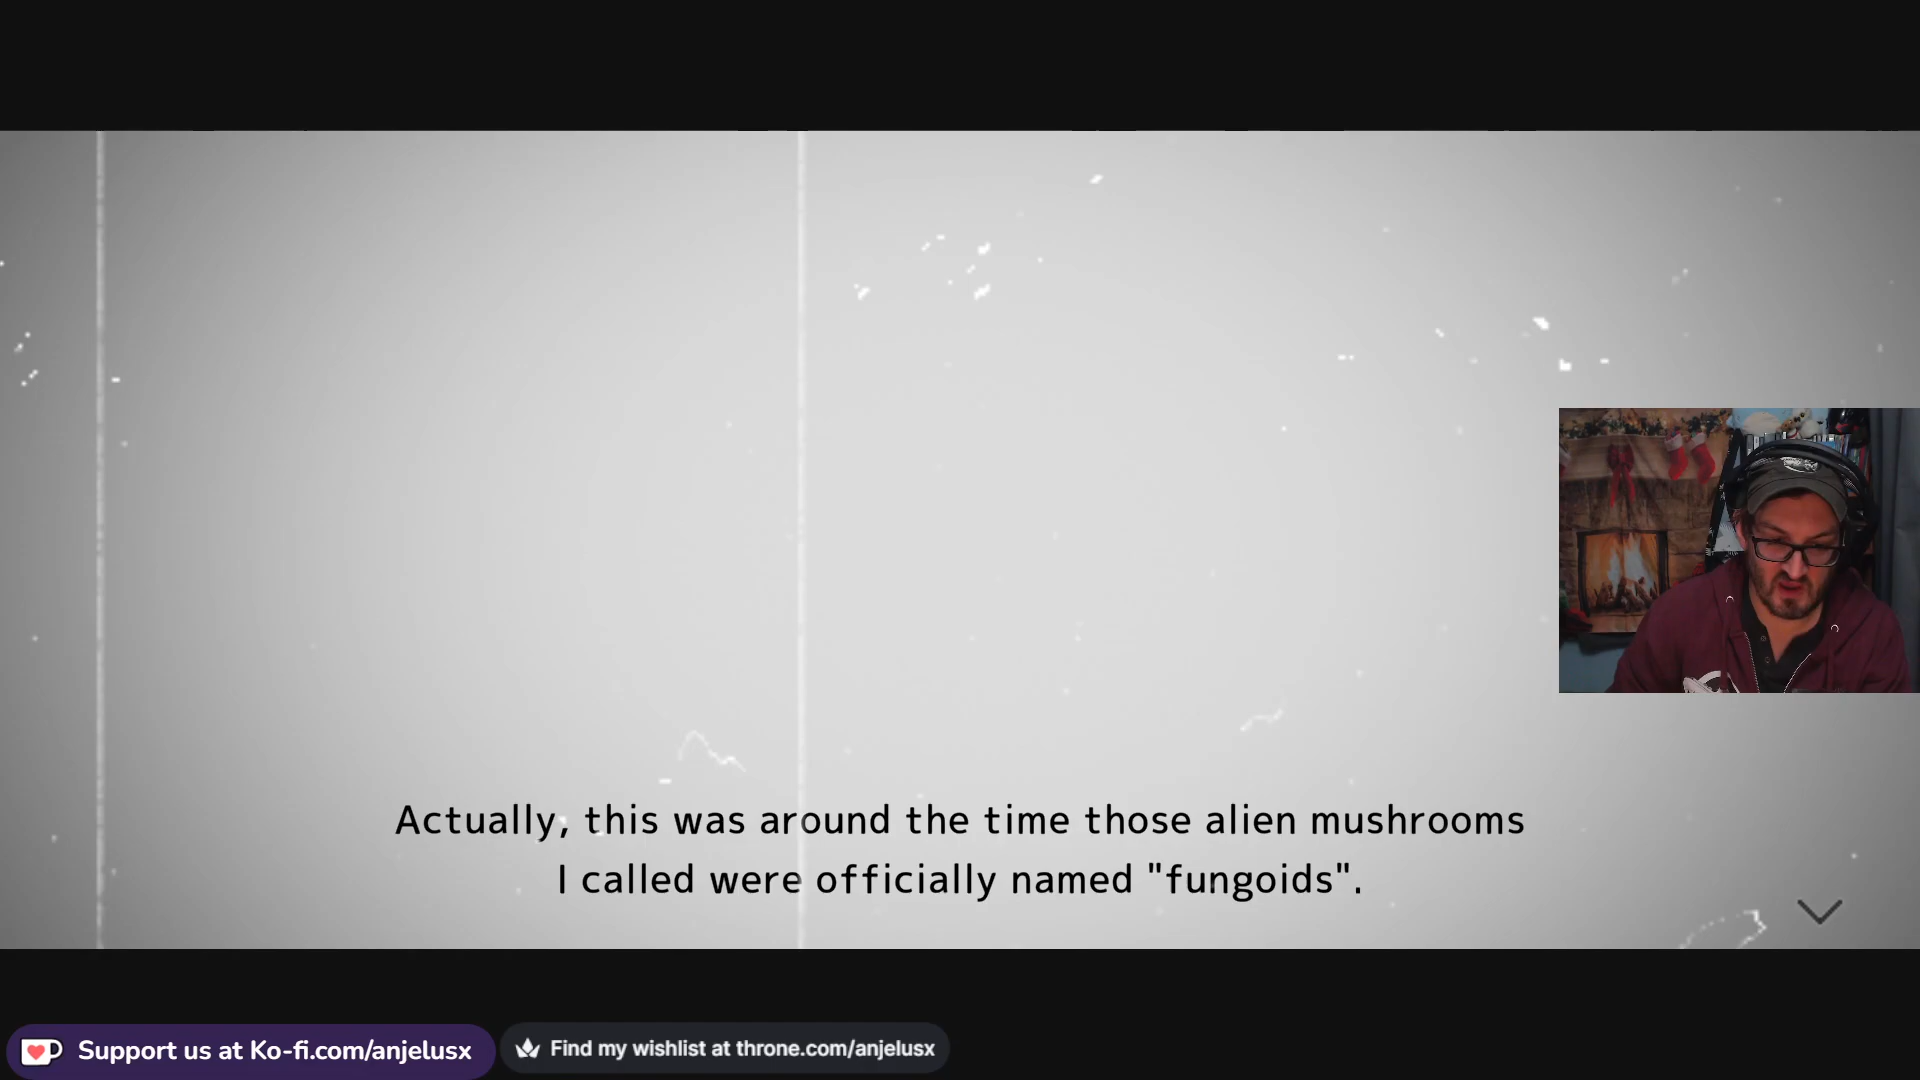 Actually, this was around the time those alien mushrooms
I called were officially named "fungoids".
Support us at Ko-fi.com/anjelusx
Find my wishlist at throne.com/anjelusx